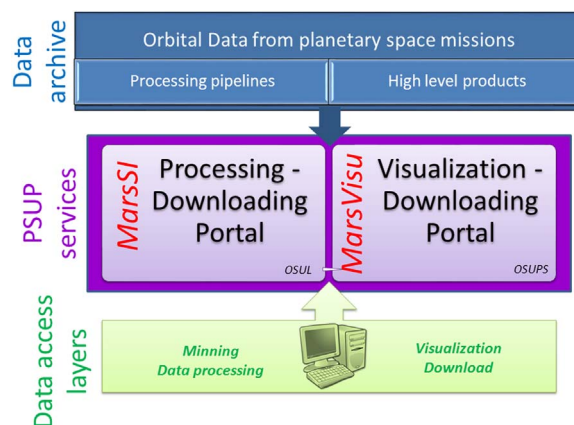 Data
archive
Orbital Data from planetary space missions
Processing pipelines
High level products
PSUP
services
MarsSI
Processing -
Downloading
Portal
OSUL
MarsVisu
Visualization -
Downloading
Portal
OSUPS
Data access
layers
Minning
Data processing
Visualization
Download